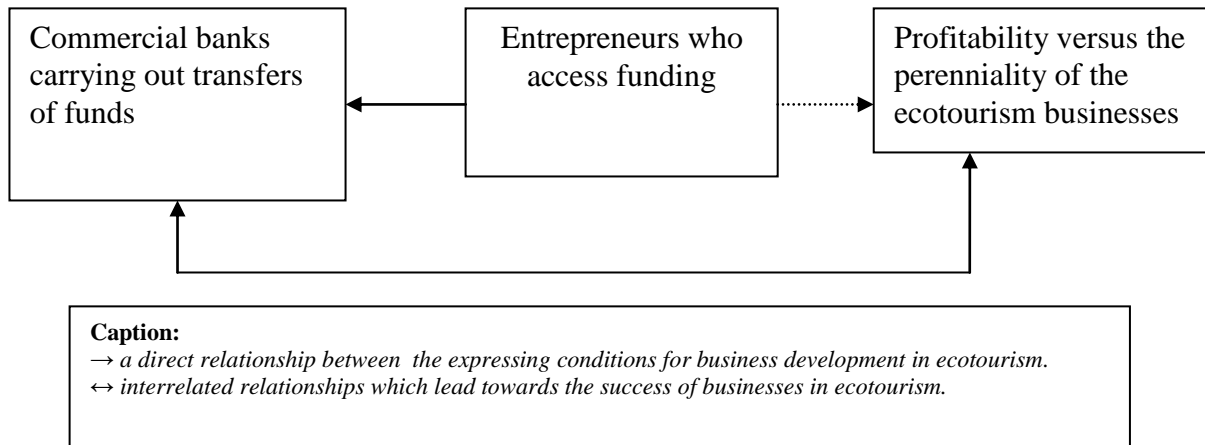 Commercial banks
carrying out transfers
of funds
Entrepreneurs who
access funding
Profitability versus the
perenniality of the
ecotourism businesses
Caption:
→ a direct relationship between the expressing conditions for business development in ecotourism.
↔ interrelated relationships which lead towards the success of businesses in ecotourism.